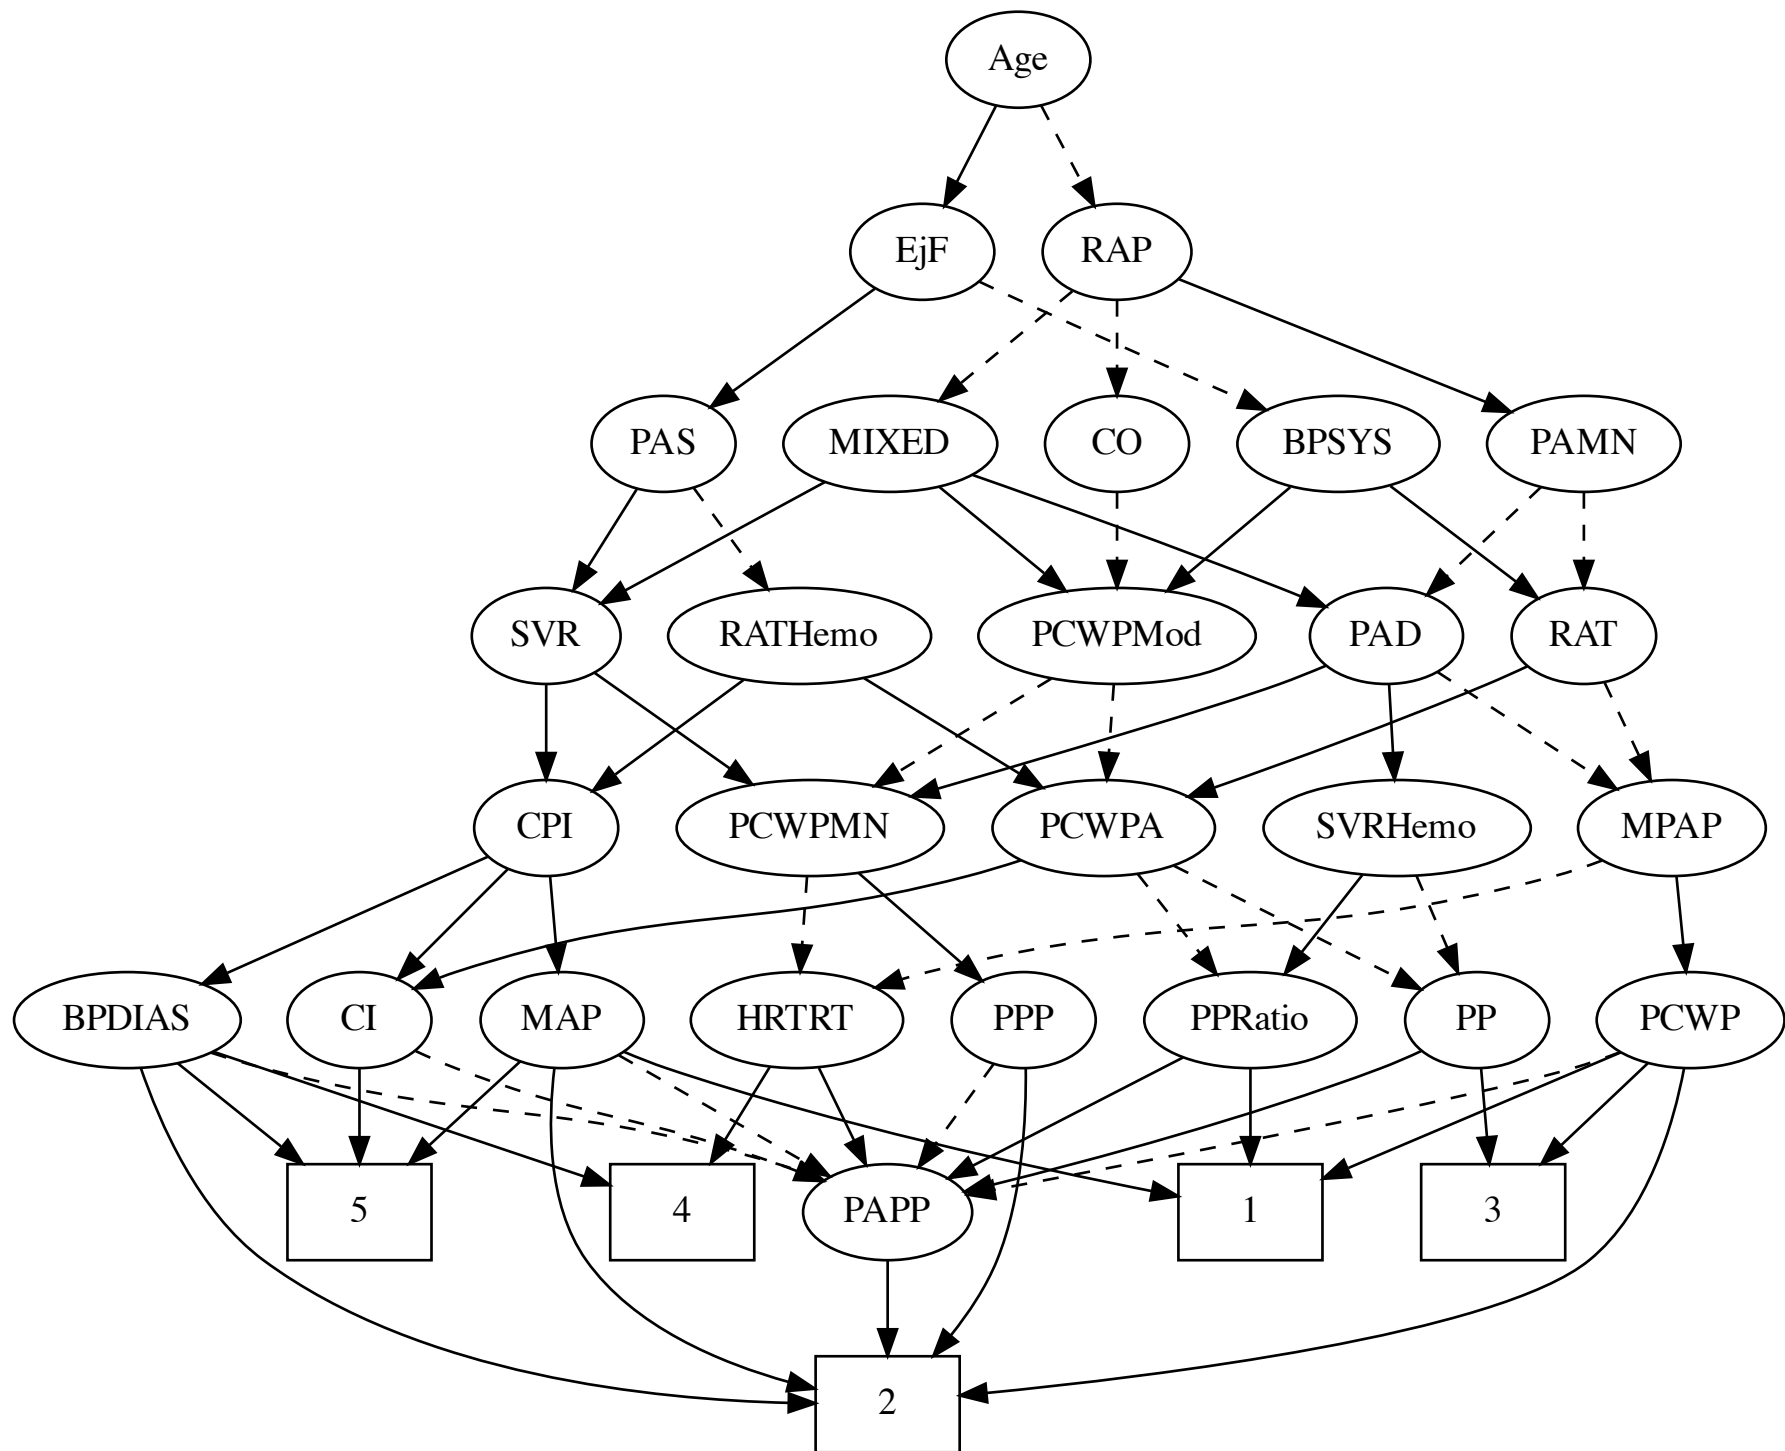 Age
EjF
RAP
PAS
MIXED
CO
BPSYS
PAMN
SVR
RATHemo
PCWPMod
PAD
RAT
CPI
PCWPMN
PCWPA
SVRHemo
MPAP
BPDIAS
CI
MAP
HRTRT
PPP
PPRatio
PP
PCWP
5
4
PAPP
1
3
2